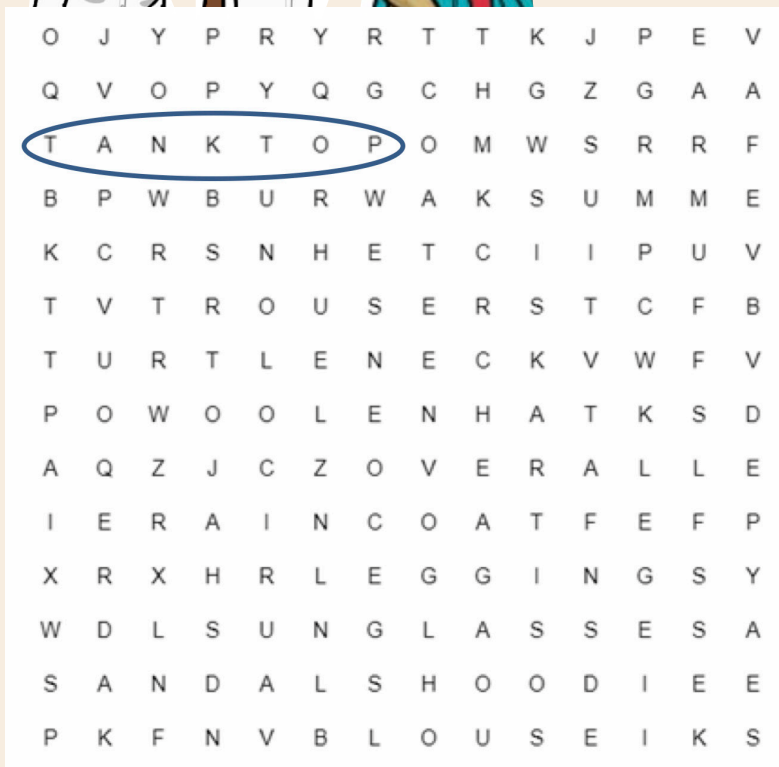 O J Y P R Y R T T K J P E V
Q V O P Y Q G C H G Z G A A
T A N K T O P O M W S R R F
B P W B U R W A K S U M M E
K C R S N H E T C I I P U V
T V T R O U S E R S T C F B
T U R T L E N E C K V W F V
P O W O O L E N H A T K S D
A Q Z J C Z O V E R A L L E
I E R A I N C O A T F E F P
X R X H R L E G G I N G S Y
W D L S U N G L A S S E S A
S A N D A L S H O O D I E E
P K F N V B L O U S E I K S